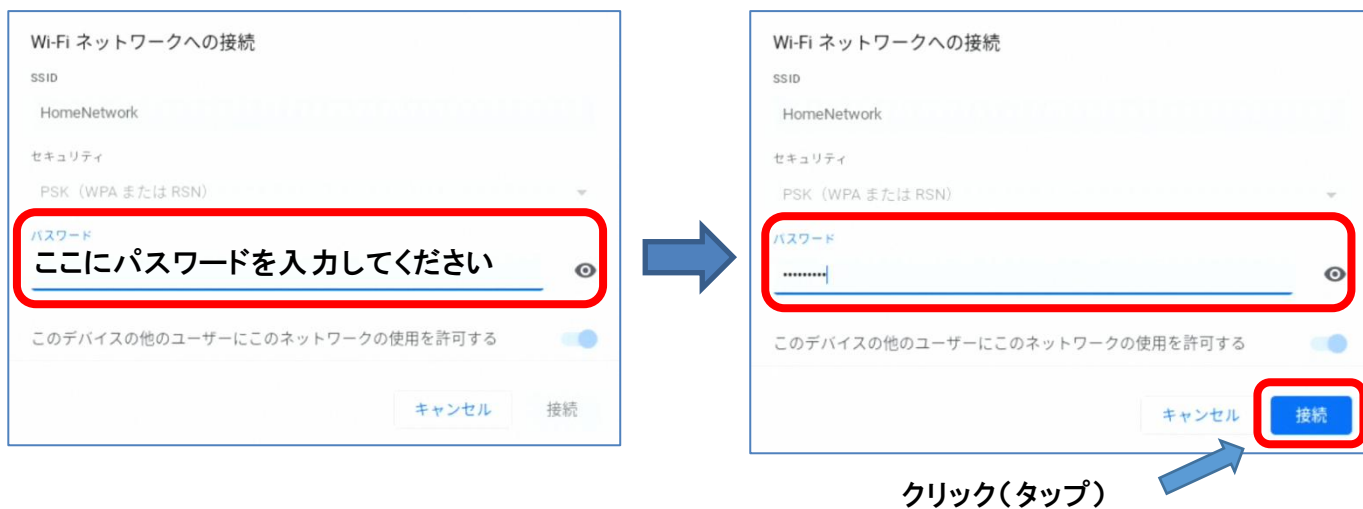 Wi-Fi ネットワークへの接続
SSID
HomeNetwork
セキュリティ
PSK（WPA または RSN）
パスワード
ここにパスワードを入力してください
このデバイスの他のユーザーにこのネットワークの使用を許可する
キャンセル
接続
Wi-Fi ネットワークへの接続
SSID
HomeNetwork
セキュリティ
PSK（WPA または RSN）
パスワード
•••••••••
このデバイスの他のユーザーにこのネットワークの使用を許可する
キャンセル
接続
クリック（タップ）